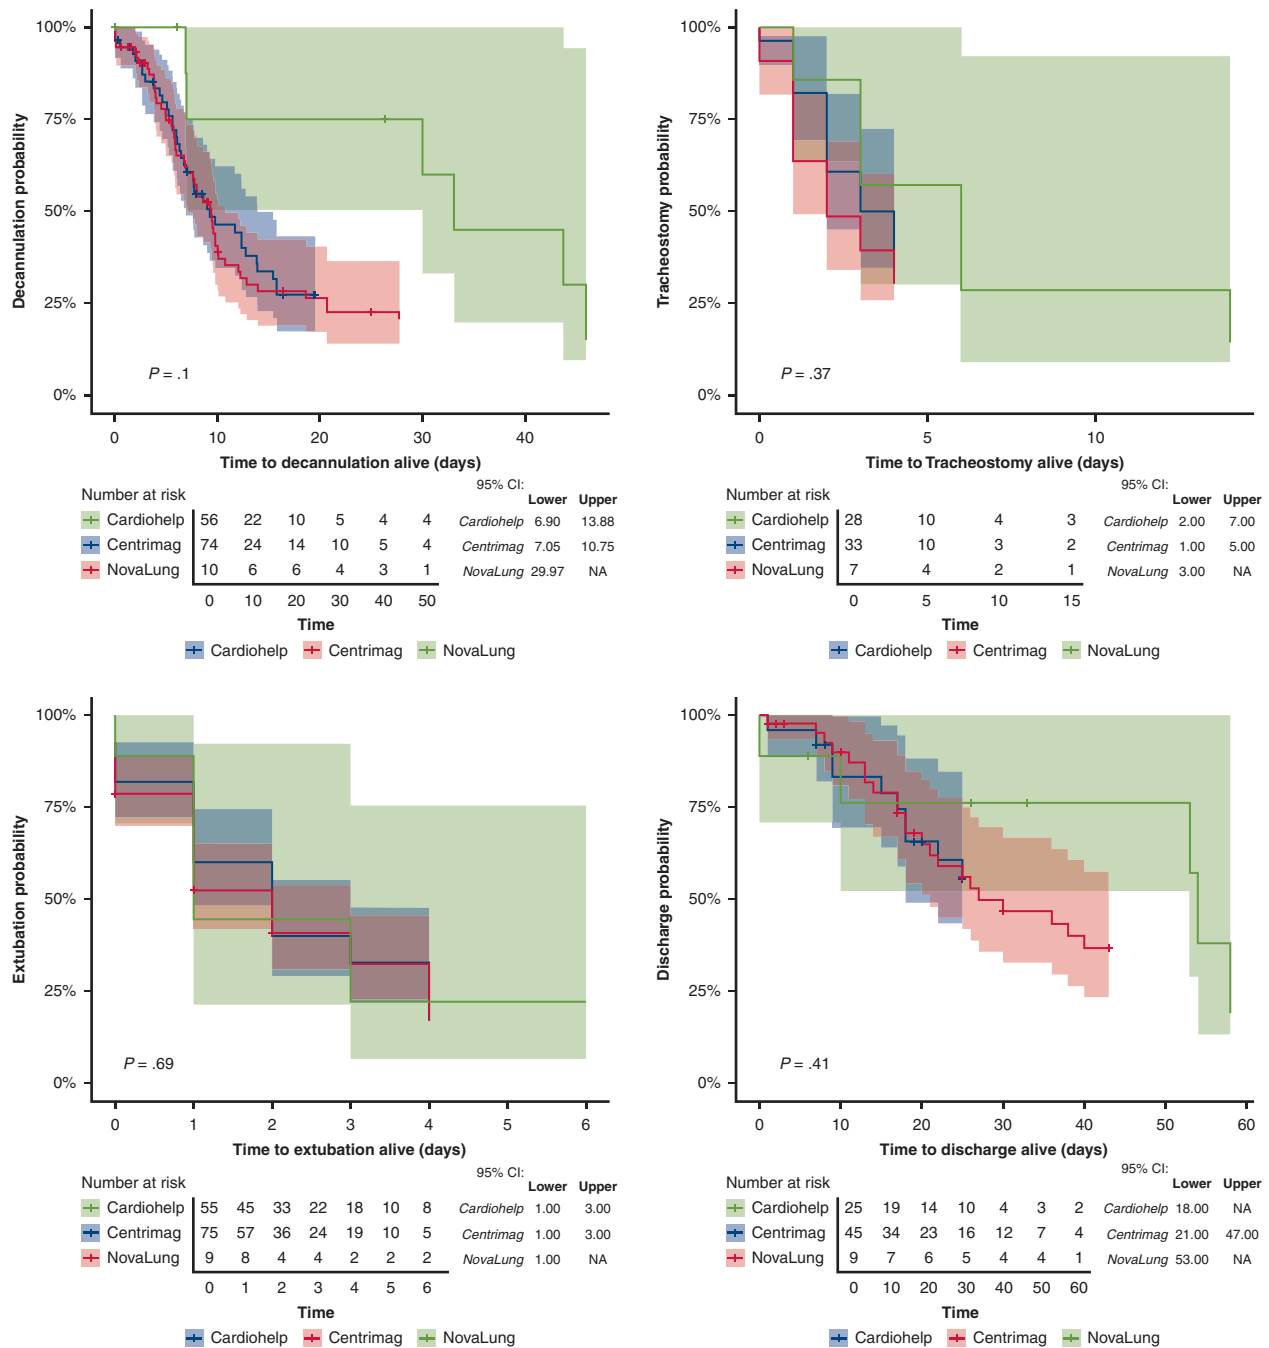 100%
75%
50%
25%
0%
Decannulation probability
P = .1
0 10 20 30 40
Time to decannulation alive (days)
Number at risk
95% CI:
Lower Upper
Cardiohelp 56 22 10 5 4 4 Cardiohelp 6.90 13.88
Centrimag 74 24 14 10 5 4 Centrimag 7.05 10.75
NovaLung 10 6 6 4 3 1 NovaLung 29.97 NA
0 10 20 30 40 50
Time
Cardiohelp Centrimag NovaLung
100%
75%
50%
25%
0%
Tracheostomy probability
P = .37
0 5 10
Time to Tracheostomy alive (days)
Number at risk
95% CI:
Lower Upper
Cardiohelp 28 10 4 3 Cardiohelp 2.00 7.00
Centrimag 33 10 3 2 Centrimag 1.00 5.00
NovaLung 7 4 2 1 NovaLung 3.00 NA
0 5 10 15
Time
Cardiohelp Centrimag NovaLung
100%
75%
50%
25%
0%
Extubation probability
P = .69
0 1 2 3 4 5 6
Time to extubation alive (days)
Number at risk
95% CI:
Lower Upper
Cardiohelp 55 45 33 22 18 10 8 Cardiohelp 1.00 3.00
Centrimag 75 57 36 24 19 10 5 Centrimag 1.00 3.00
NovaLung 9 8 4 4 2 2 2 NovaLung 1.00 NA
0 1 2 3 4 5 6
Time
Cardiohelp Centrimag NovaLung
100%
75%
50%
25%
0%
Discharge probability
P = .41
0 10 20 30 40 50 60
Time to discharge alive (days)
Number at risk
95% CI:
Lower Upper
Cardiohelp 25 19 14 10 4 3 2 Cardiohelp 18.00 NA
Centrimag 45 34 23 16 12 7 4 Centrimag 21.00 47.00
NovaLung 9 7 6 5 4 4 1 NovaLung 53.00 NA
0 10 20 30 40 50 60
Time
Cardiohelp Centrimag NovaLung